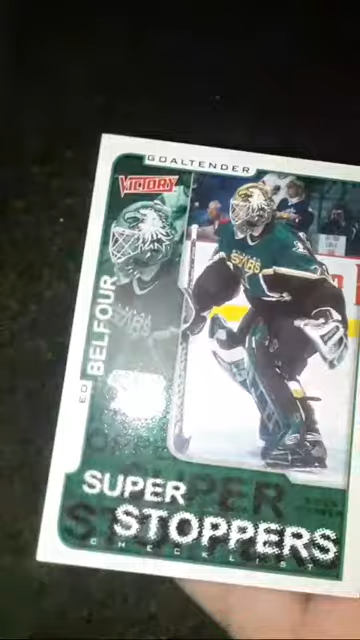 GOALTENDER
VICTORY
STARS
ED BELFOUR
SUPER
STOPPERS
CHECKLIST